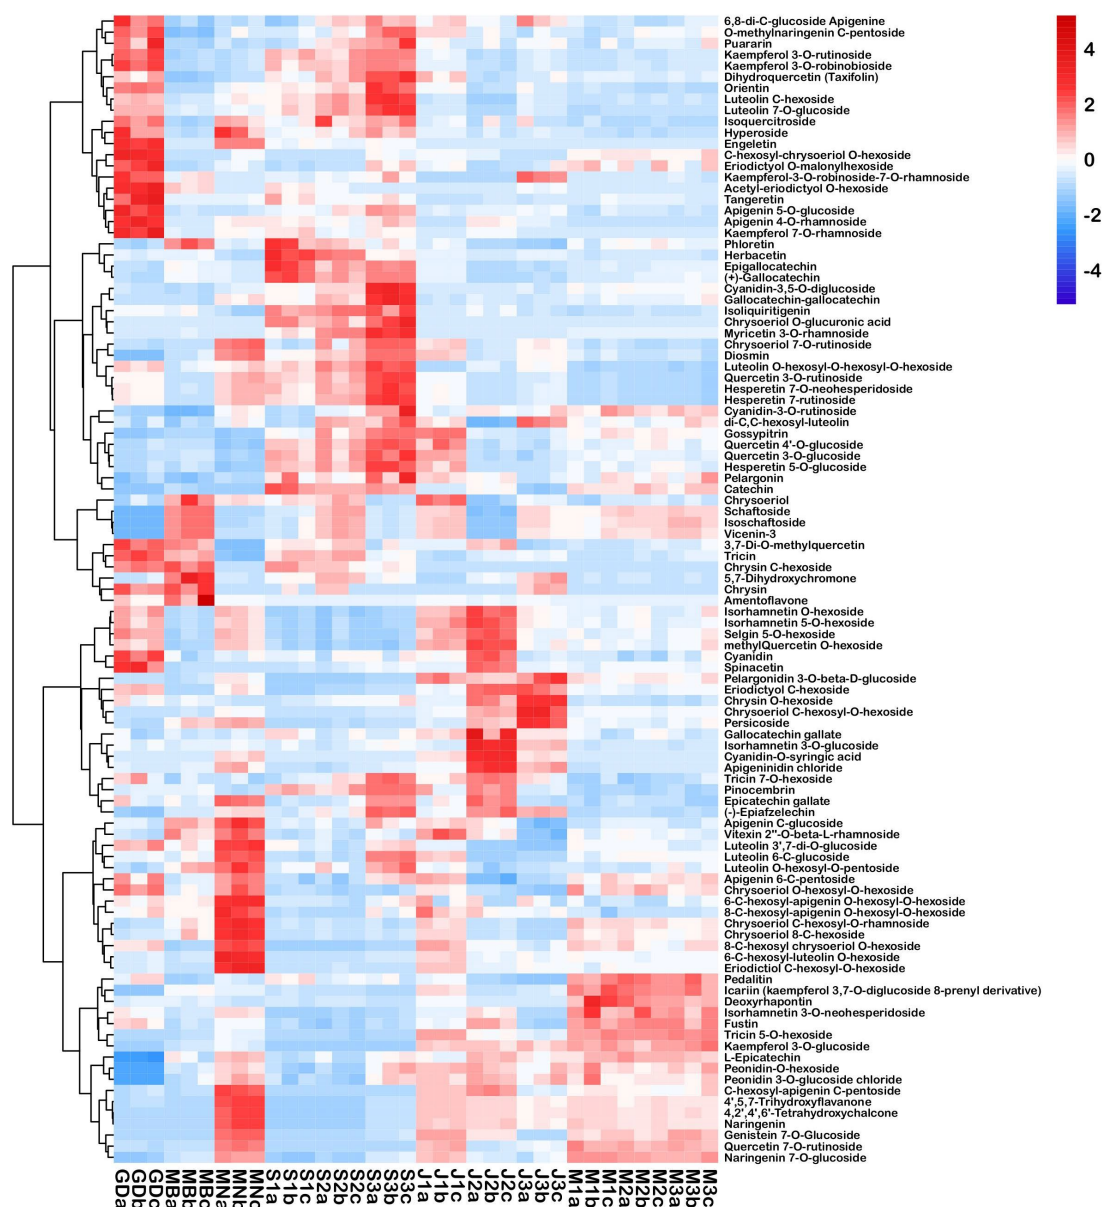 6,8-di-C-glucoside Apigenine
O-methylnaringenin C-pentoside
Puararin
Kaempferol 3-O-rutinoside
Kaempferol 3-O-robinobioside
Dihydroquercetin (Taxifolin)
Orientin
Luteolin C-hexoside
Luteolin 7-O-glucoside
Isoquercitroside
Hyperoside
Engeletin
C-hexosyl-chrysoeriol O-hexoside
Eriodictyol O-malonylhexoside
Kaempferol-3-O-robinoside-7-O-rhamnoside
Acetyl-eriodictyol O-hexoside
Tangeretin
Apigenin 5-O-glucoside
Apigenin 4-O-rhamnoside
Kaempferol 7-O-rhamnoside
Phloretin
Herbacetin
Epigallocatechin
(+)-Gallocatechin
Cyanidin-3,5-O-diglucoside
Gallocatechin-gallocatechin
Isoliquiritigenin
Chrysoeriol O-glucuronic acid
Myricetin 3-O-rhamnoside
Chrysoeriol 7-O-rutinoside
Diosmin
Luteolin O-hexosyl-O-hexosyl-O-hexoside
Quercetin 3-O-rutinoside
Hesperetin 7-O-neohesperidoside
Hesperetin 7-rutinoside
Cyanidin-3-O-rutinoside
di-C,C-hexosyl-luteolin
Gossypitrin
Quercetin 4'-O-glucoside
Quercetin 3-O-glucoside
Hesperetin 5-O-glucoside
Pelargonin
Catechin
Chrysoeriol
Schaftoside
Isoschaftoside
Vicenin-3
3,7-Di-O-methylquercetin
Tricin
Chrysin C-hexoside
5,7-Dihydroxychromone
Chrysin
Amentoflavone
Isorhamnetin O-hexoside
Isorhamnetin 5-O-hexoside
Selgin 5-O-hexoside
methylQuercetin O-hexoside
Cyanidin
Spinacetin
Pelargonidin 3-O-beta-D-glucoside
Eriodictyol C-hexoside
Chrysin O-hexoside
Chrysoeriol C-hexosyl-O-hexoside
Persicoside
Gallocatechin gallate
Isorhamnetin 3-O-glucoside
Cyanidin-O-syringic acid
Apigeninidin chloride
Tricin 7-O-hexoside
Pinocembrin
Epicatechin gallate
(-)-Epiafzelechin
Apigenin C-glucoside
Vitexin 2"-O-beta-L-rhamnoside
Luteolin 3',7-di-O-glucoside
Luteolin 6-C-glucoside
Luteolin O-hexosyl-O-pentoside
Apigenin 6-C-pentoside
Chrysoeriol O-hexosyl-O-hexoside
6-C-hexosyl-apigenin O-hexosyl-O-hexoside
8-C-hexosyl-apigenin O-hexosyl-O-hexoside
Chrysoeriol C-hexosyl-O-rhamnoside
Chrysoeriol 8-C-hexoside
8-C-hexosyl chrysoeriol O-hexoside
6-C-hexosyl-luteolin O-hexoside
Eriodictiol C-hexosyl-O-hexoside
Pedalitin
Icariin (kaempferol 3,7-O-diglucoside 8-prenyl derivative)
Deoxyrhapontin
Isorhamnetin 3-O-neohesperidoside
Fustin
Tricin 5-O-hexoside
Kaempferol 3-O-glucoside
L-Epicatechin
Peonidin-O-hexoside
Peonidin 3-O-glucoside chloride
C-hexosyl-apigenin C-pentoside
4',5,7-Trihydroxyflavanone
4,2',4',6'-Tetrahydroxychalcone
Naringenin
Genistein 7-O-Glucoside
Quercetin 7-O-rutinoside
Naringenin 7-O-glucoside
4
2
0
-2
-4
GDa
GDb
GDc
MBa
MBb
MBc
MNa
MNb
MNc
S1a
S1b
S1c
S2a
S2b
S2c
S3a
S3b
S3c
J1a
J1b
J1c
J2a
J2b
J2c
J3a
J3b
J3c
M1a
M1b
M1c
M2a
M2b
M2c
M3a
M3b
M3c